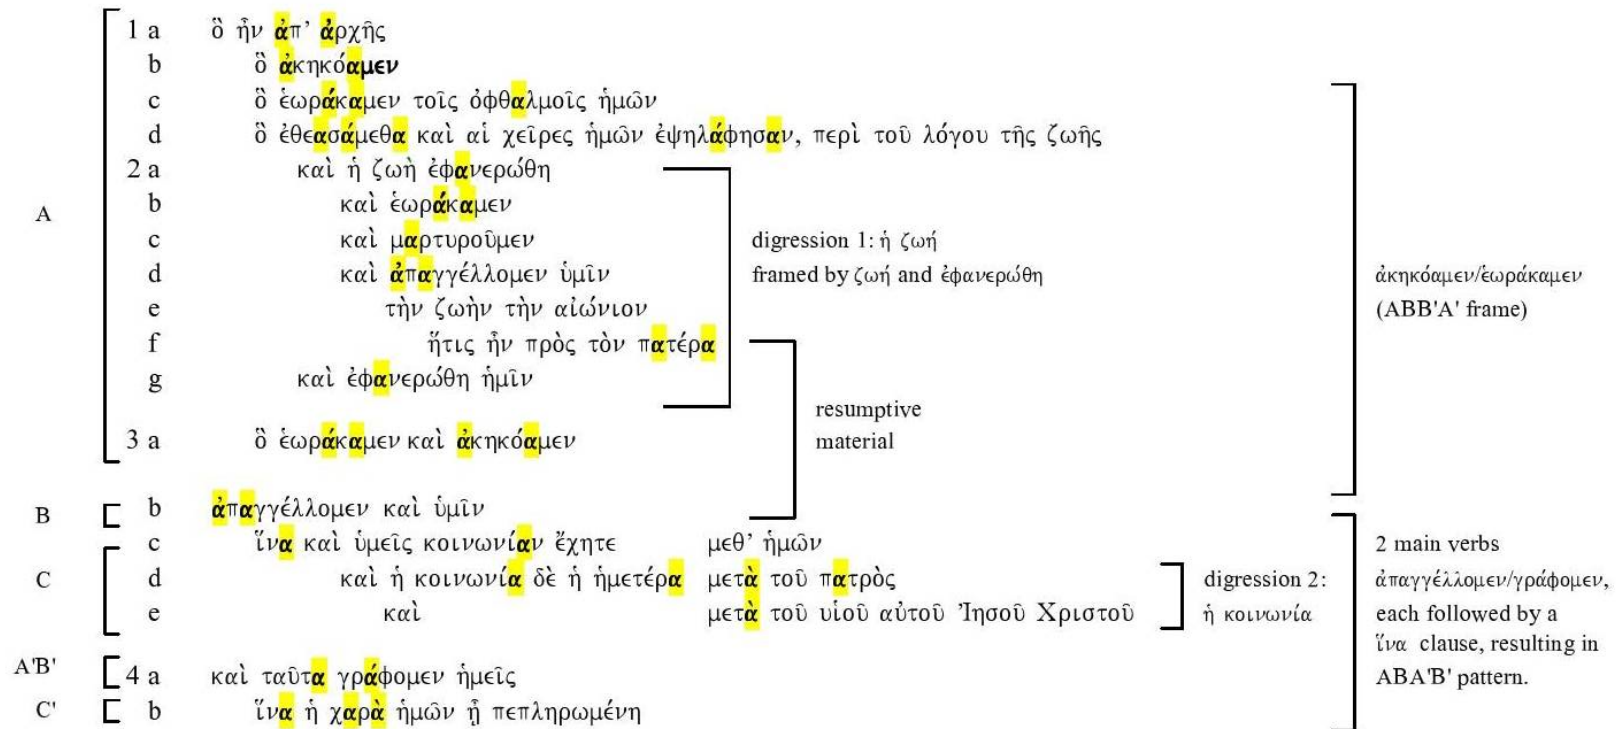 1 a ὃ ἦν ἀπ’ ἀρχῆς
b ὃ ἀκηκόαμεν
c ὃ ἑωράκαμεν τοῖς ὀφθαλμοῖς ἡμῶν
d ὃ ἐθεασάμεθα καὶ αἱ χεῖρες ἡμῶν ἐψηλάφησαν, περὶ τοῦ λόγου τῆς ζωῆς
2 a καὶ ἡ ζωὴ ἐφανερώθη
b καὶ ἑωράκαμεν
A
c καὶ μαρτυροῦμεν
digression 1: ἡ ζωή
d καὶ ἀπαγγέλλομεν ὑμῖν
framed by ζωή and ἐφανερώθη
ἀκηκόαμεν/ἑωράκαμεν
e τὴν ζωὴν τὴν αἰώνιον
(ABB'A' frame)
f ἥτις ἦν πρὸς τὸν πατέρα
g καὶ ἐφανερώθη ἡμῖν
resumptive
material
3 a ὃ ἑωράκαμεν καὶ ἀκηκόαμεν
B b ἀπαγγέλλομεν καὶ ὑμῖν
c ἵνα καὶ ὑμεῖς κοινωνίαν ἔχητε μεθ’ ἡμῶν
2 main verbs
C d καὶ ἡ κοινωνία δὲ ἡ ἡμετέρα μετὰ τοῦ πατρὸς
digression 2:
ἀπαγγέλλομεν/γράφομεν,
e καὶ μετὰ τοῦ υἱοῦ αὐτοῦ Ἰησοῦ Χριστοῦ
ἡ κοινωνία
each followed by a
ἵνα clause, resulting in
ABA'B' pattern.
A'B' 4 a καὶ ταῦτα γράφομεν ἡμεῖς
C' b ἵνα ἡ χαρὰ ἡμῶν ᾖ πεπληρωμένη